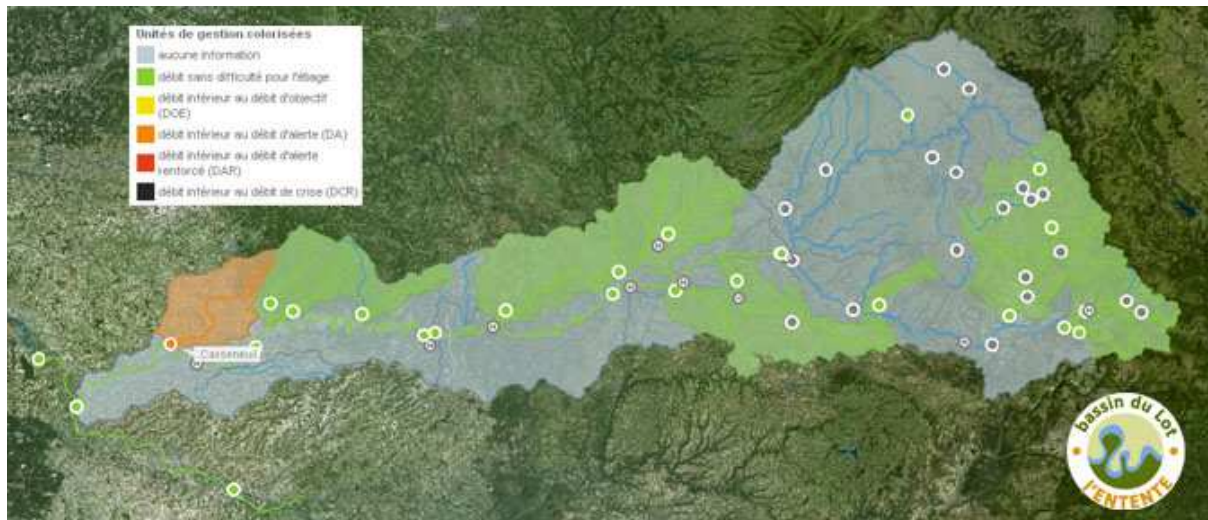 Unités de gestion colorisées
aucune information
débit sans difficulté pour l'étiage
débit inférieur au débit d'objectif
(DOE)
débit inférieur au débit d'alerte (DA)
débit inférieur au débit d'alerte
renforcé (DAR)
débit inférieur au débit de crise (DCR)
Casseneuil
bassin du Lot
l'ENTENTE